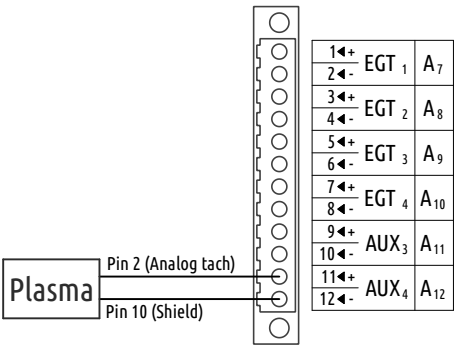 1◄+
2◄-
EGT 1
A7
3◄+
4◄-
EGT 2
A8
5◄+
6◄-
EGT 3
A9
7◄+
8◄-
EGT 4
A10
9◄+
10◄-
AUX3
A11
11◄+
12◄-
AUX4
A12
Plasma
Pin 2 (Analog tach)
Pin 10 (Shield)